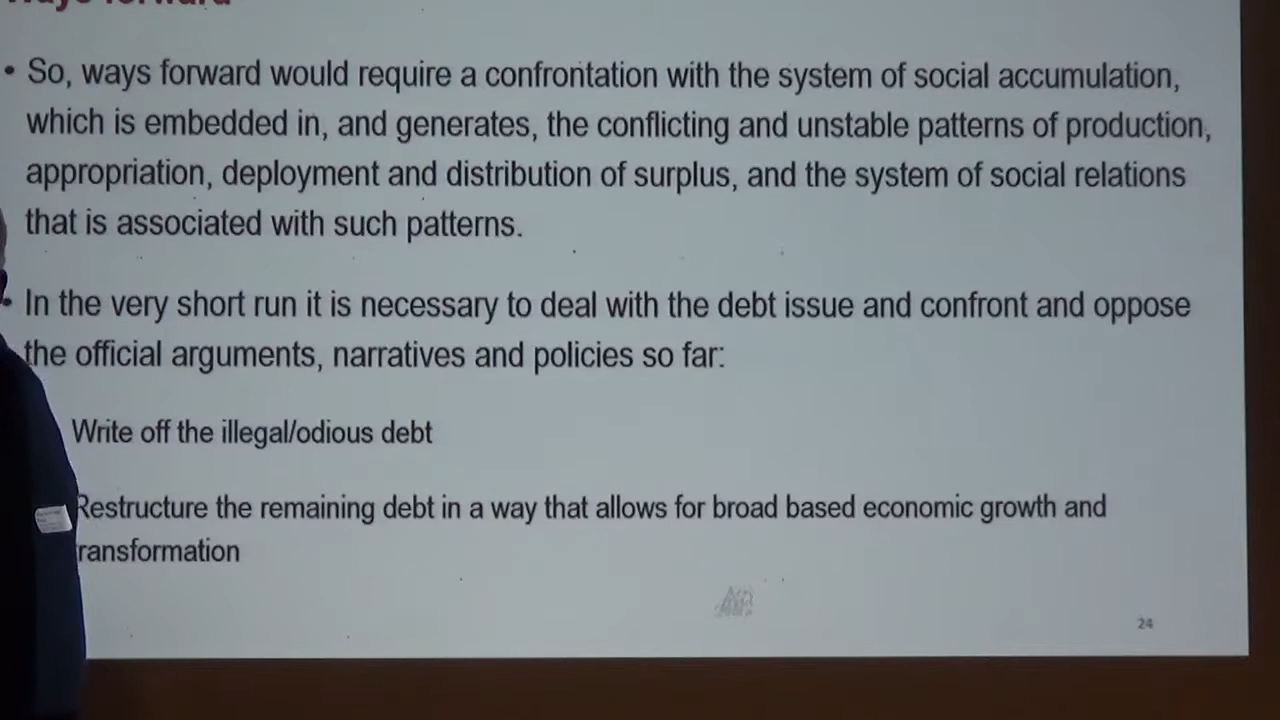 Ways forward
• So, ways forward would require a confrontation with the system of social accumulation,
which is embedded in, and generates, the conflicting and unstable patterns of production,
appropriation, deployment and distribution of surplus, and the system of social relations
that is associated with such patterns.
• In the very short run it is necessary to deal with the debt issue and confront and oppose
the official arguments, narratives and policies so far:
Write off the illegal/odious debt
Restructure the remaining debt in a way that allows for broad based economic growth and
transformation
24